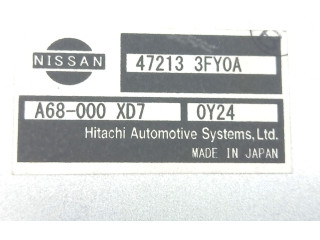 NISSAN 47213 3FY0A
A68-000 XD7 0Y24
Hitachi Automotive Systems, Ltd.
MADE IN JAPAN